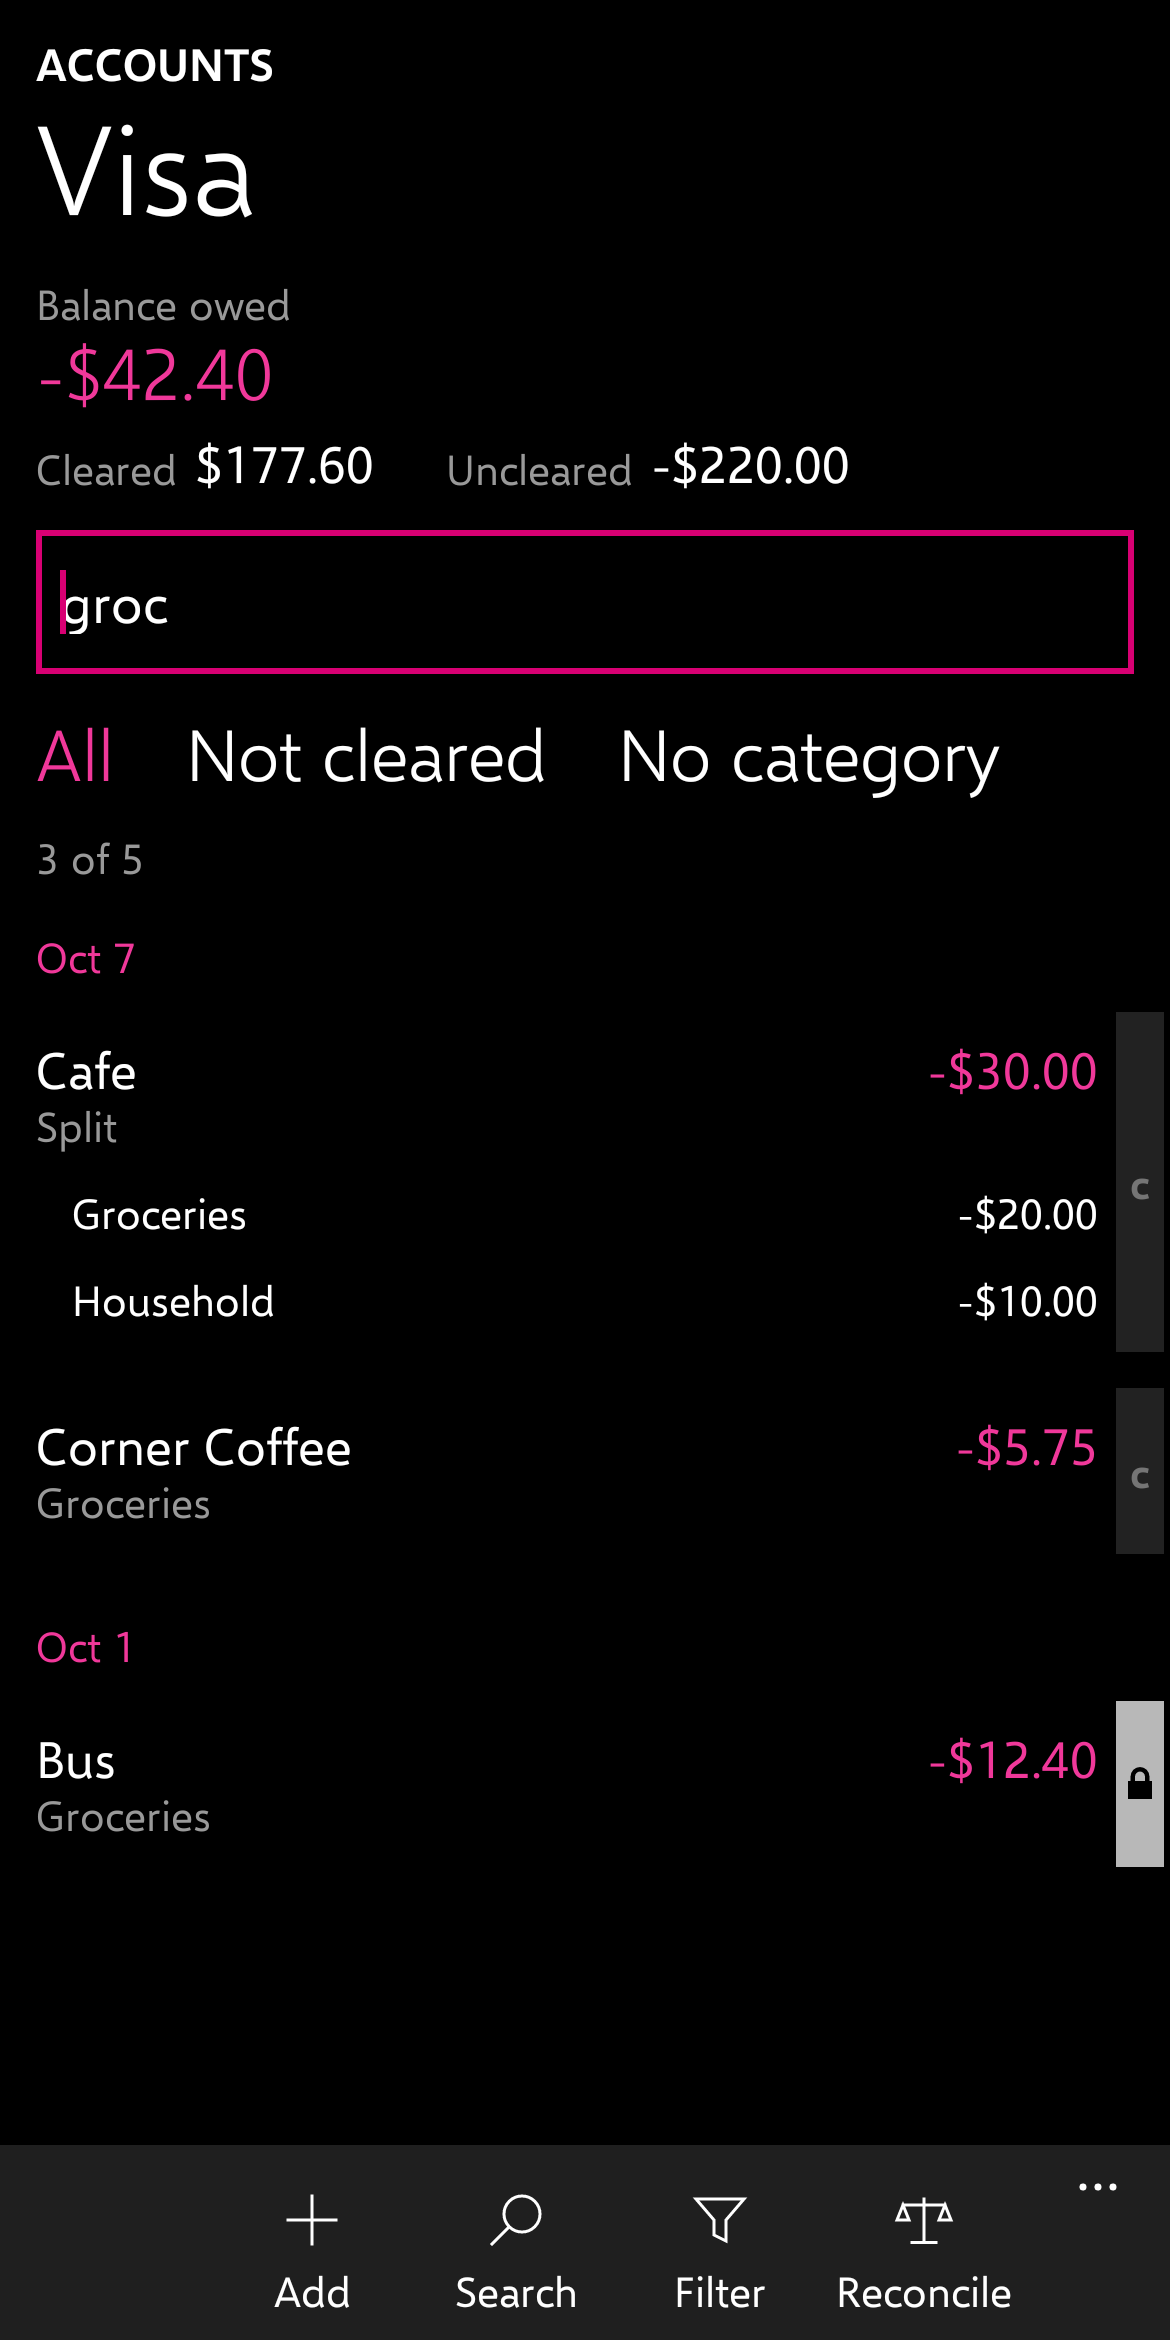 ACCOUNTS
Visa
Balance owed
-$42.40
Cleared $177.60 Uncleared -$220.00
groc
All Not cleared No category
3 of 5
Oct 7
Cafe -$30.00
Split
Groceries -$20.00
c
Household -$10.00
Corner Coffee -$5.75
c
Groceries
Oct 1
Bus -$12.40
Groceries
Add Search Filter Reconcile